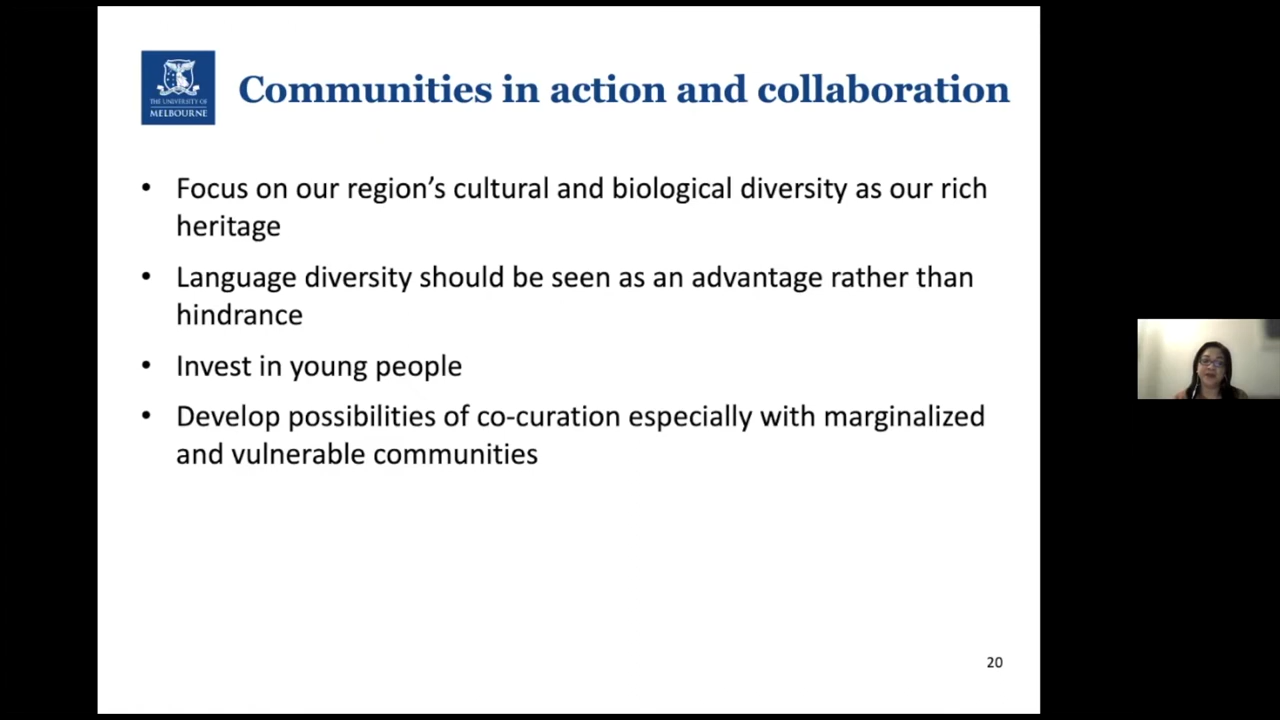 THE UNIVERSITY OF
MELBOURNE
Communities in action and collaboration
• Focus on our region’s cultural and biological diversity as our rich
heritage
• Language diversity should be seen as an advantage rather than
hindrance
• Invest in young people
• Develop possibilities of co-curation especially with marginalized
and vulnerable communities
20